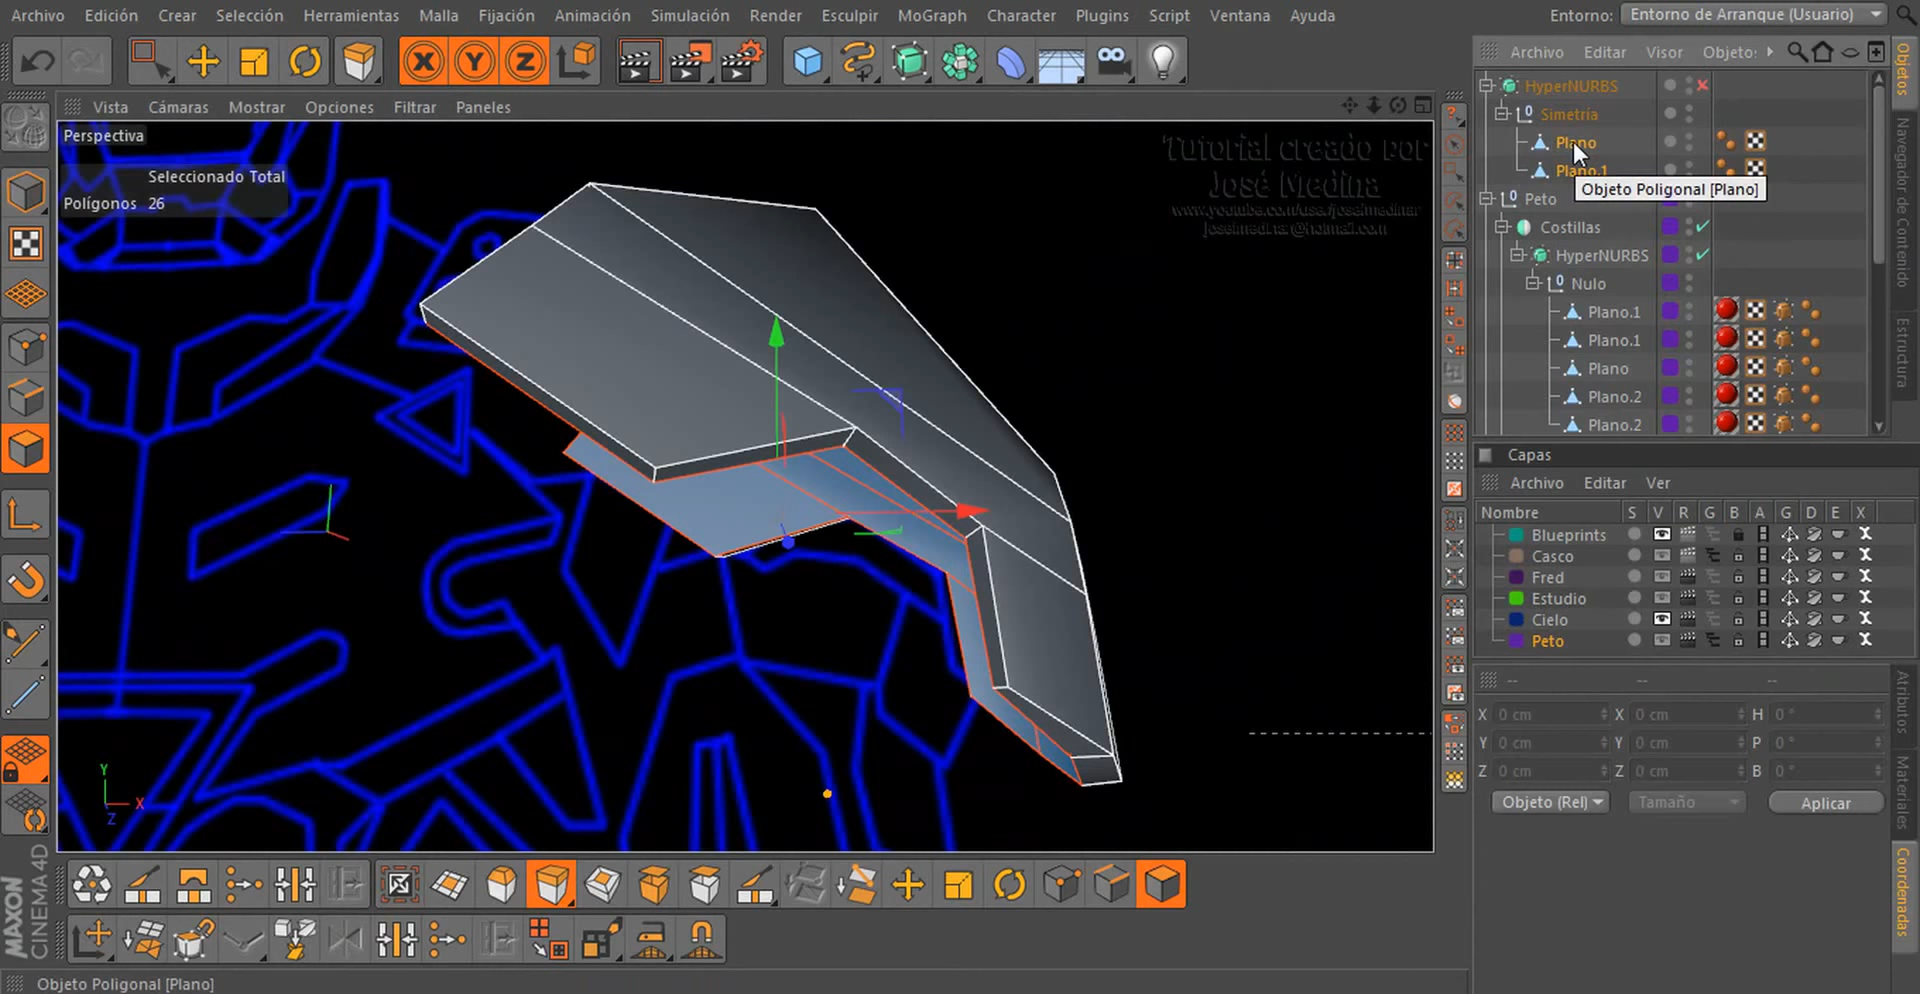 Archivo Edición Crear Selección Herramientas Malla Fijación Animación Simulación Render Esculpir MoGraph Character Plugins Script Ventana Ayuda Entorno: Entorno de Arranque (Usuario)
X Y Z
Archivo Editar Visor Objeto:
Vista Cámaras Mostrar Opciones Filtrar Paneles
Perspectiva
Seleccionado Total
Polígonos 26
Tutorial creado por
José Medina
HyperNURBS
Simetría
Plano
Plano.1
Objeto Poligonal [Plano]
Peto
Costillas
HyperNURBS
Nulo
Plano.1
Plano.1
Plano
Plano.2
Plano.2
Objetos
Navegador de Contenido
Estructura
Capas
Archivo Editar Ver
Nombre S V R G B A G D E X
Blueprints
Casco
Fred
Estudio
Cielo
Peto
-- -- --
X 0 cm X 0 cm H 0 °
Y 0 cm Y 0 cm P 0 °
Z 0 cm Z 0 cm B 0 °
Objeto (Rel) Tamaño Aplicar
Atributos
Materiales
Coordenadas
Y
X
Z
MAXON
CINEMA 4D
Objeto Poligonal [Plano]